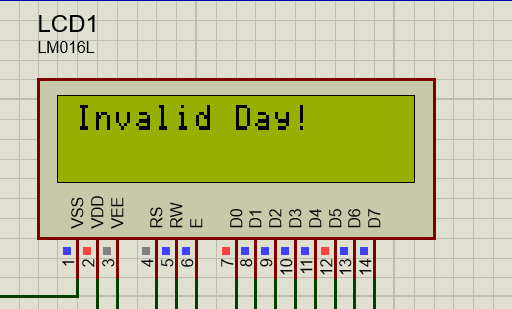 LCD1
LM016L
Invalid Day!
VSS VDD VEE RS RW E D0 D1 D2 D3 D4 D5 D6 D7
1 2 3 4 5 6 7 8 9 10 11 12 13 14